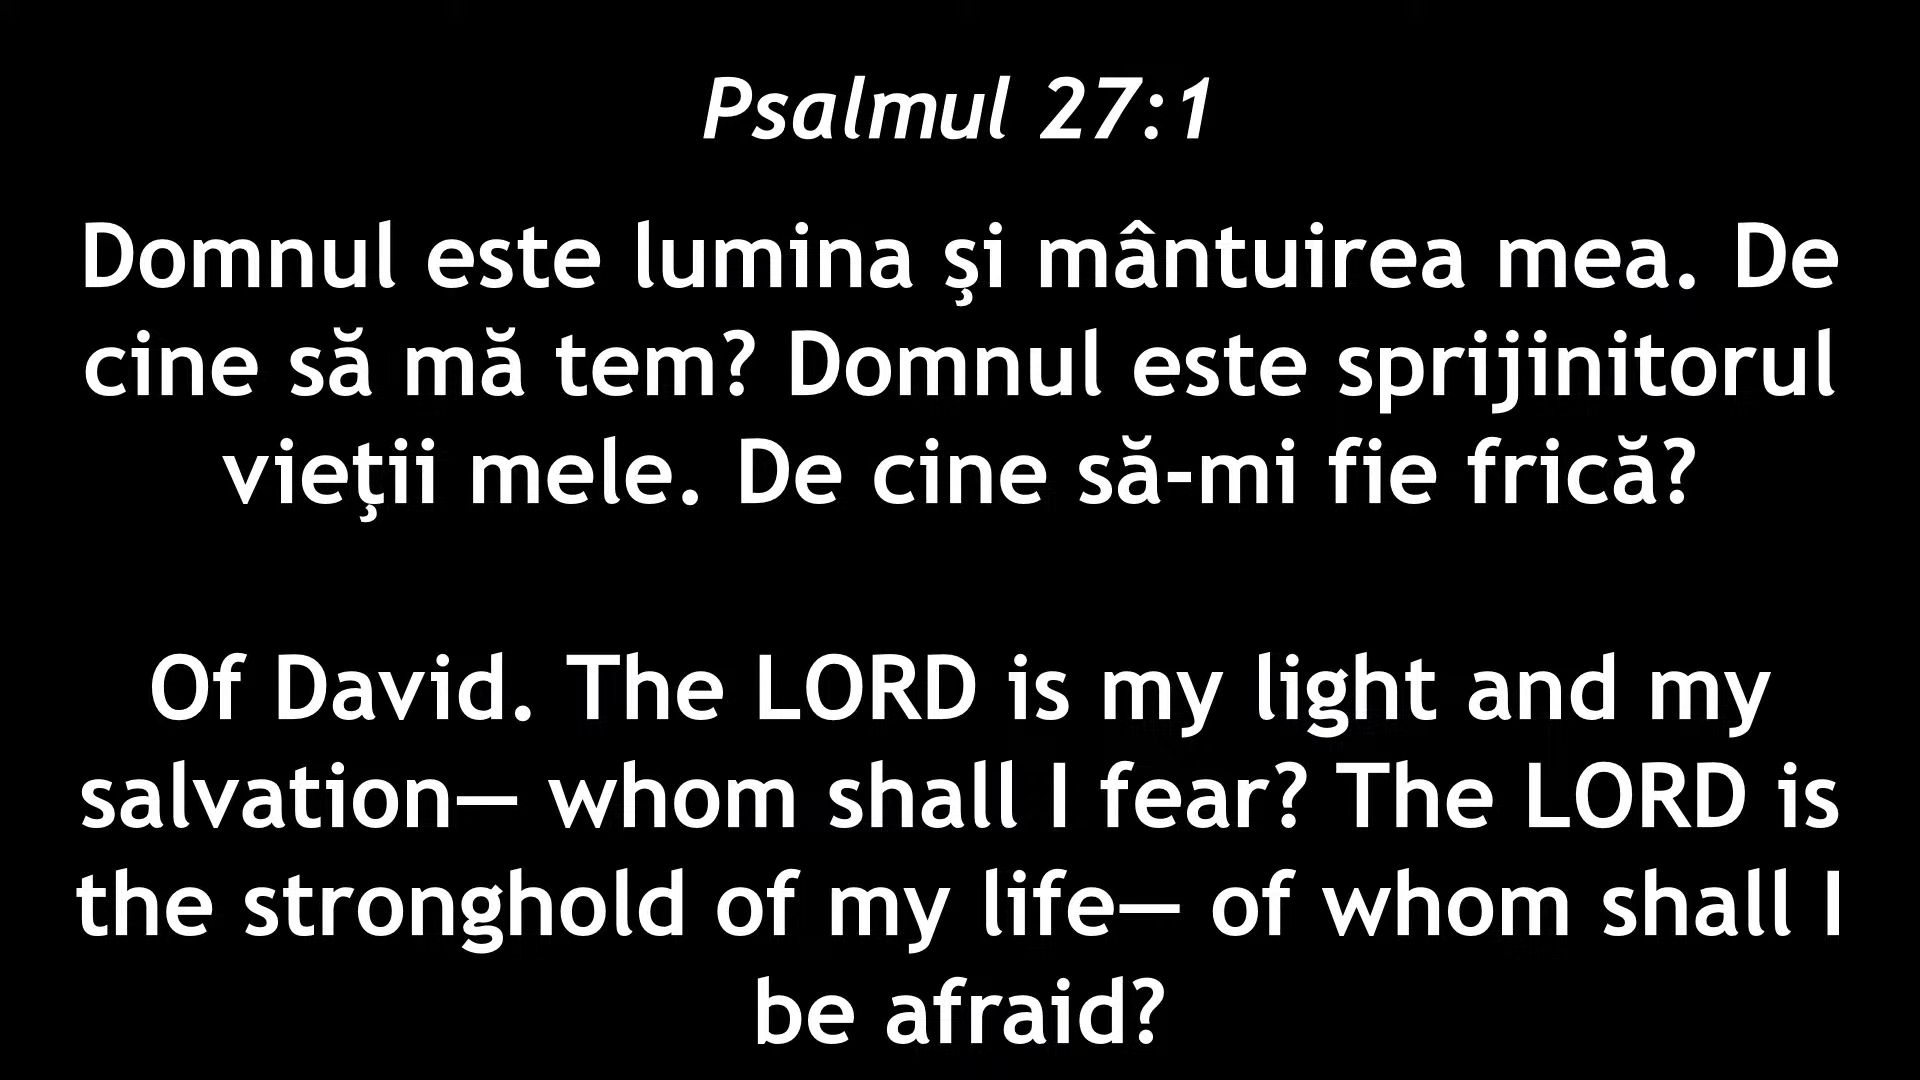 Psalmul 27:1
Domnul este lumina şi mântuirea mea. De
cine să mă tem? Domnul este sprijinitorul
vieţii mele. De cine să-mi fie frică?
Of David. The LORD is my light and my
salvation— whom shall I fear? The LORD is
the stronghold of my life— of whom shall I
be afraid?